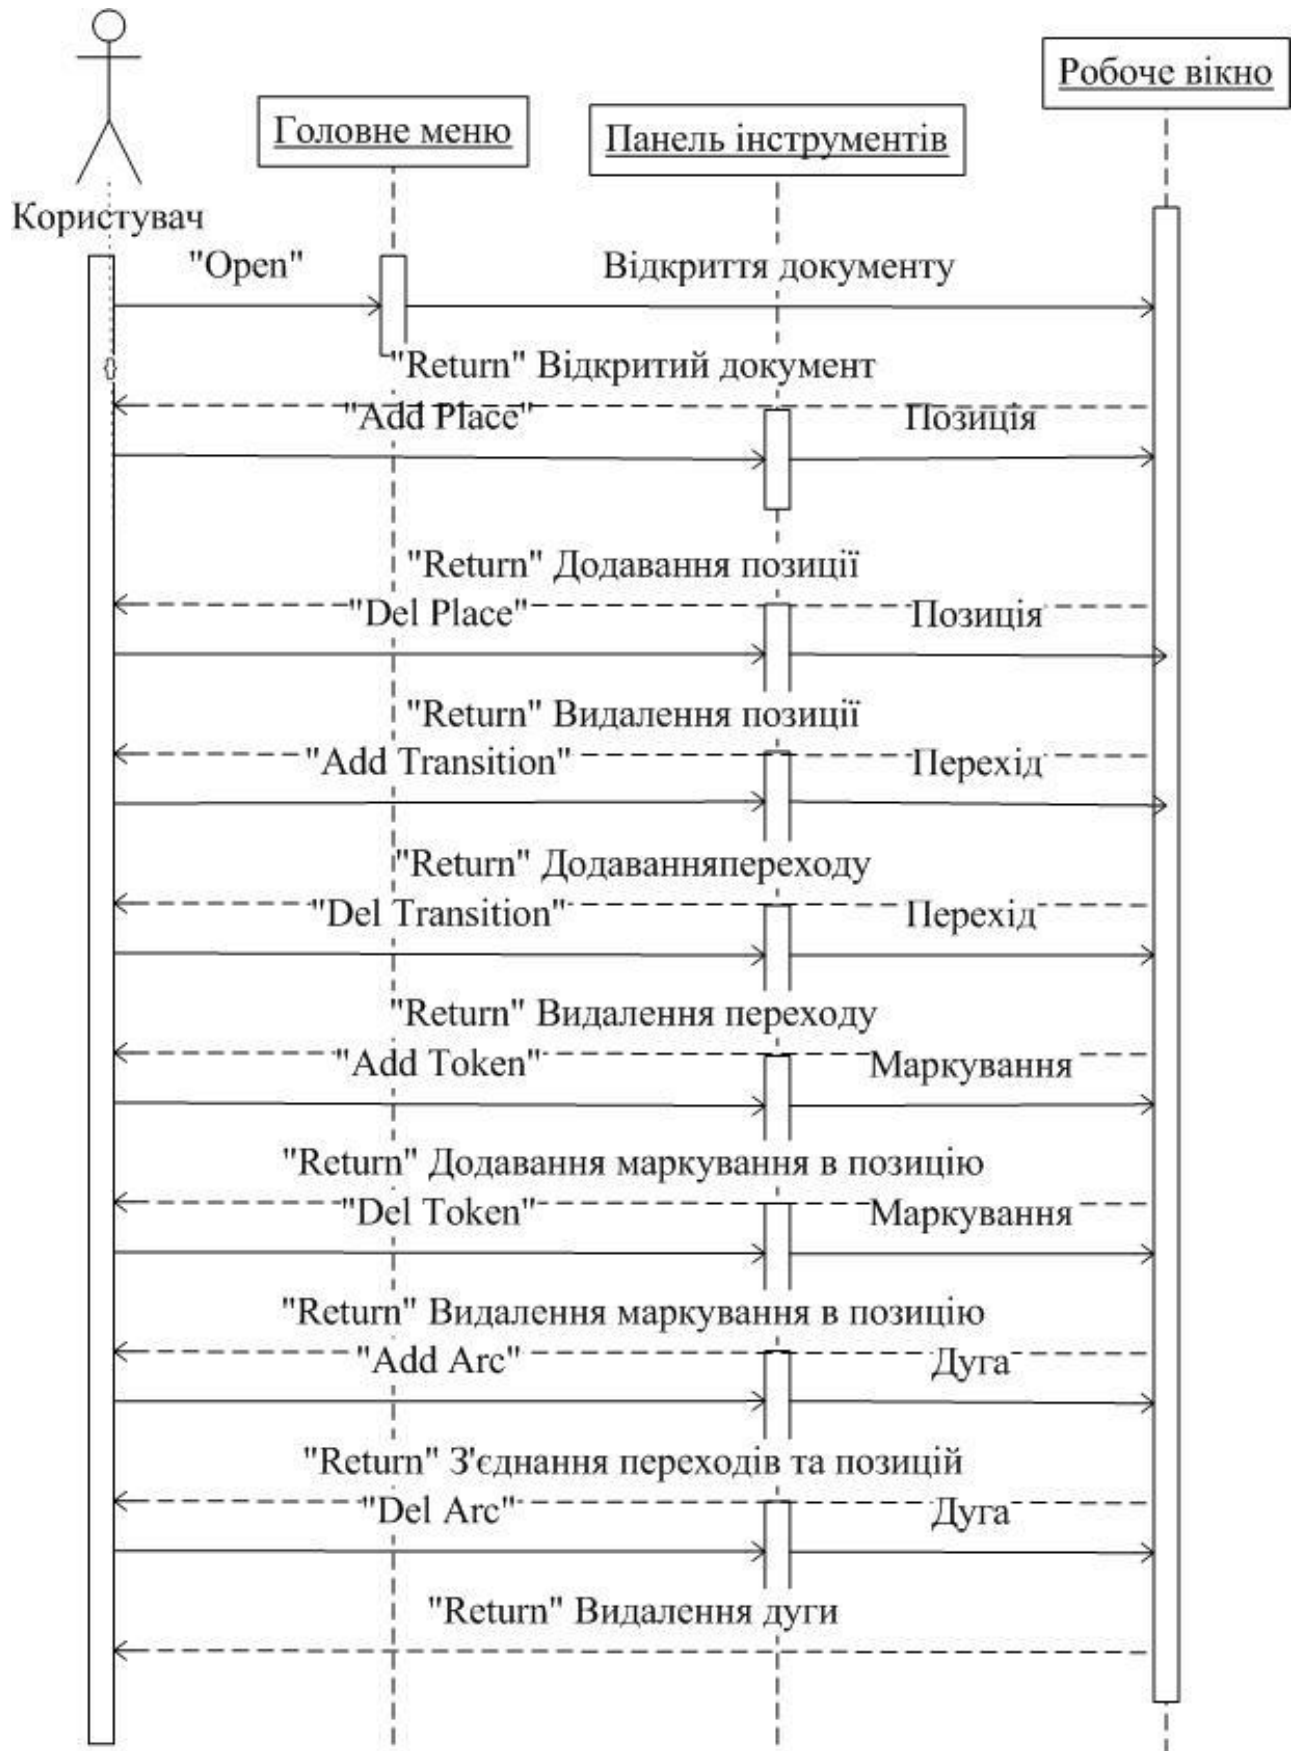 Робоче вікно
Головне меню
Панель інструментів
Користувач
"Open"
Відкриття документу
"Return" Відкритий документ
"Add Place"
Позиція
"Return" Додавання позиції
"Del Place"
Позиція
"Return" Видалення позиції
"Add Transition"
Перехід
"Return" Додаванняпереходу
"Del Transition"
Перехід
"Return" Видалення переходу
"Add Token"
Маркування
"Return" Додавання маркування в позицію
"Del Token"
Маркування
"Return" Видалення маркування в позицію
"Add Arc"
Дуга
"Return" З'єднання переходів та позицій
"Del Arc"
Дуга
"Return" Видалення дуги